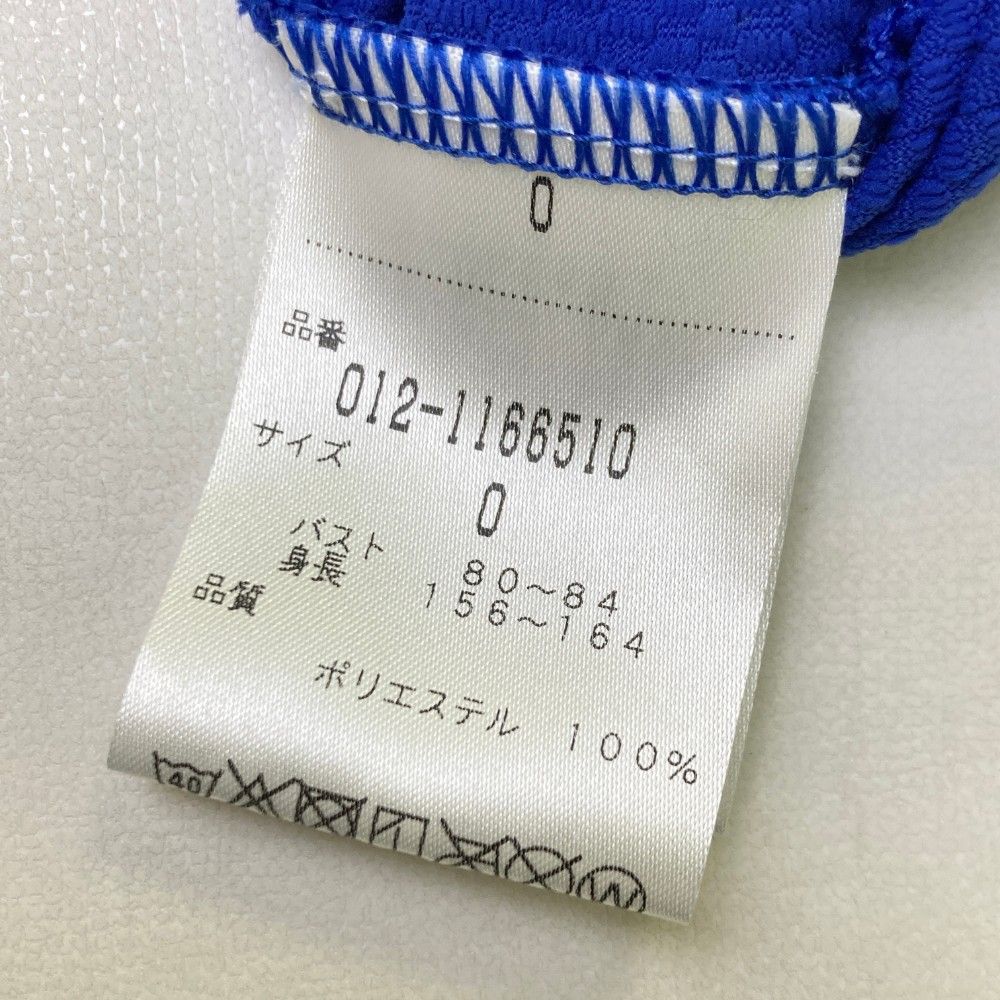 0
品番
012-1166510
サイズ
0
バスト 80～84
身長 156～164
品質
ポリエステル 100%
40
W